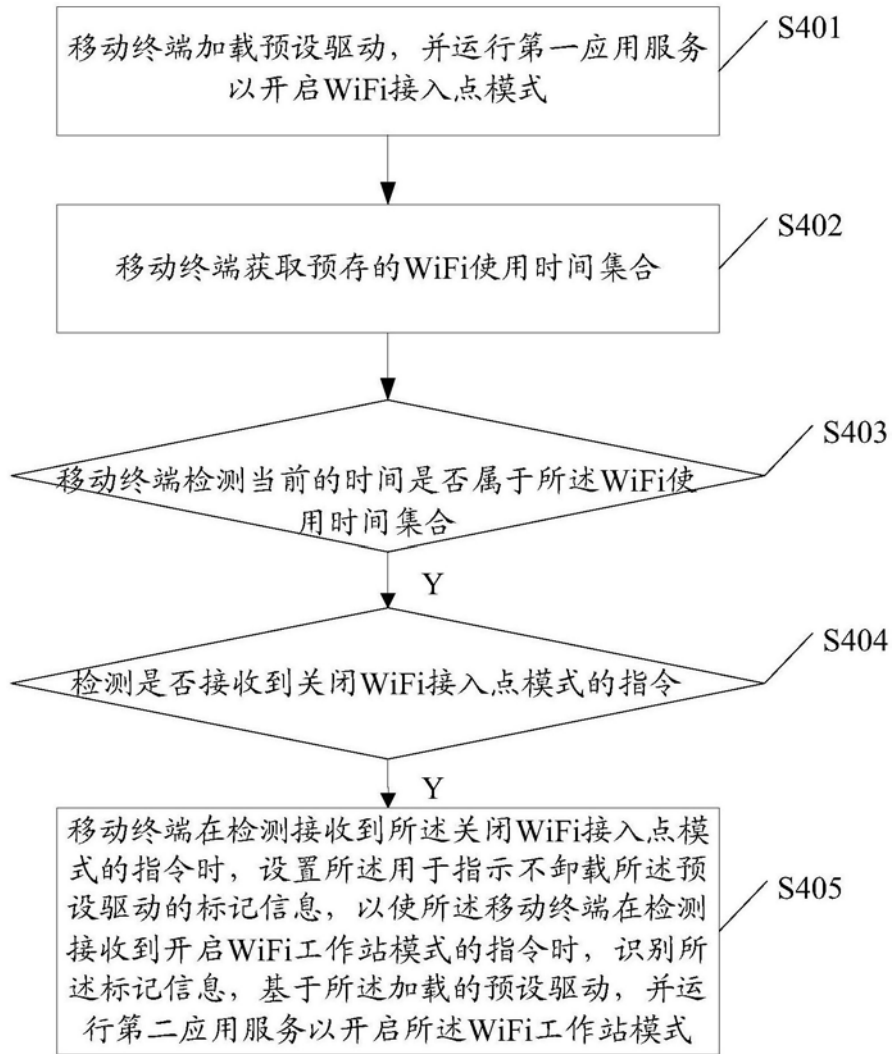 移动终端加载预设驱动，并运行第一应用服务
以开启WiFi接入点模式
S401
移动终端获取预存的WiFi使用时间集合
S402
移动终端检测当前的时间是否属于所述WiFi使
用时间集合
S403
Y
检测是否接收到关闭WiFi接入点模式的指令
S404
Y
移动终端在检测接收到所述关闭WiFi接入点模
式的指令时，设置所述用于指示不卸载所述预
设驱动的标记信息，以使所述移动终端在检测
接收到开启WiFi工作站模式的指令时，识别所
述标记信息，基于所述加载的预设驱动，并运
行第二应用服务以开启所述WiFi工作站模式
S405